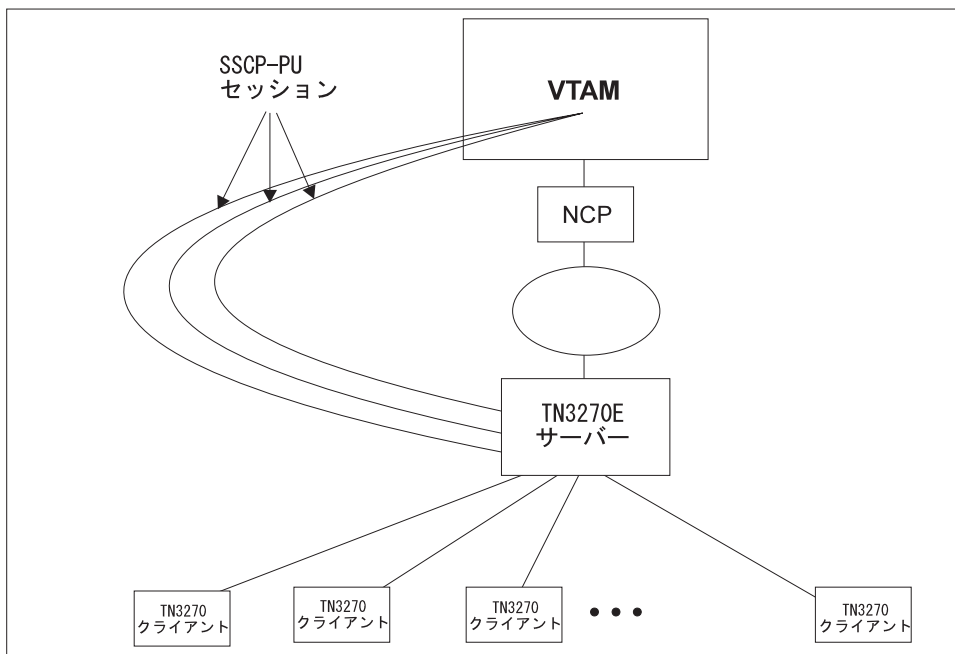 SSCP-PU
セッション
VTAM
NCP
TN3270E
サーバー
TN3270
クライアント
TN3270
クライアント
TN3270
クライアント
TN3270
クライアント